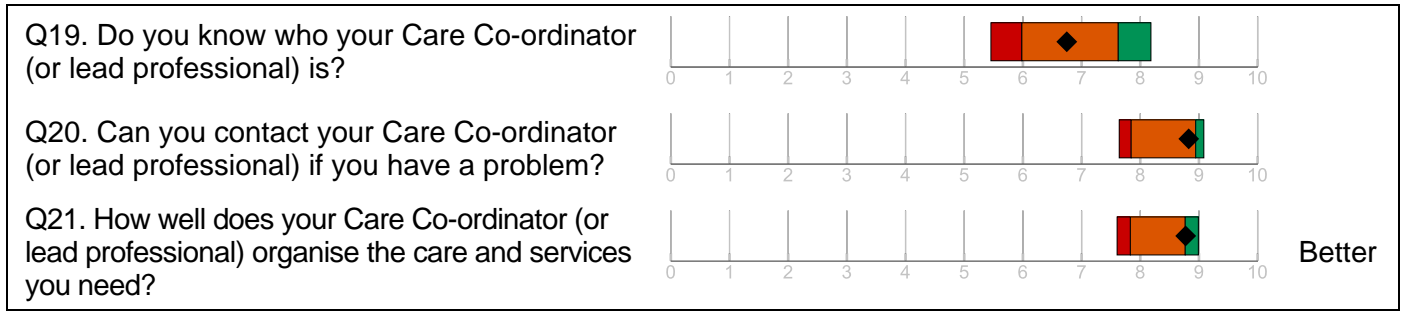 Q19. Do you know who your Care Co-ordinator
(or lead professional) is?
0 1 2 3 4 5 6 7 8 9 10
Q20. Can you contact your Care Co-ordinator
(or lead professional) if you have a problem?
0 1 2 3 4 5 6 7 8 9 10
Q21. How well does your Care Co-ordinator (or
lead professional) organise the care and services
you need?
0 1 2 3 4 5 6 7 8 9 10
Better